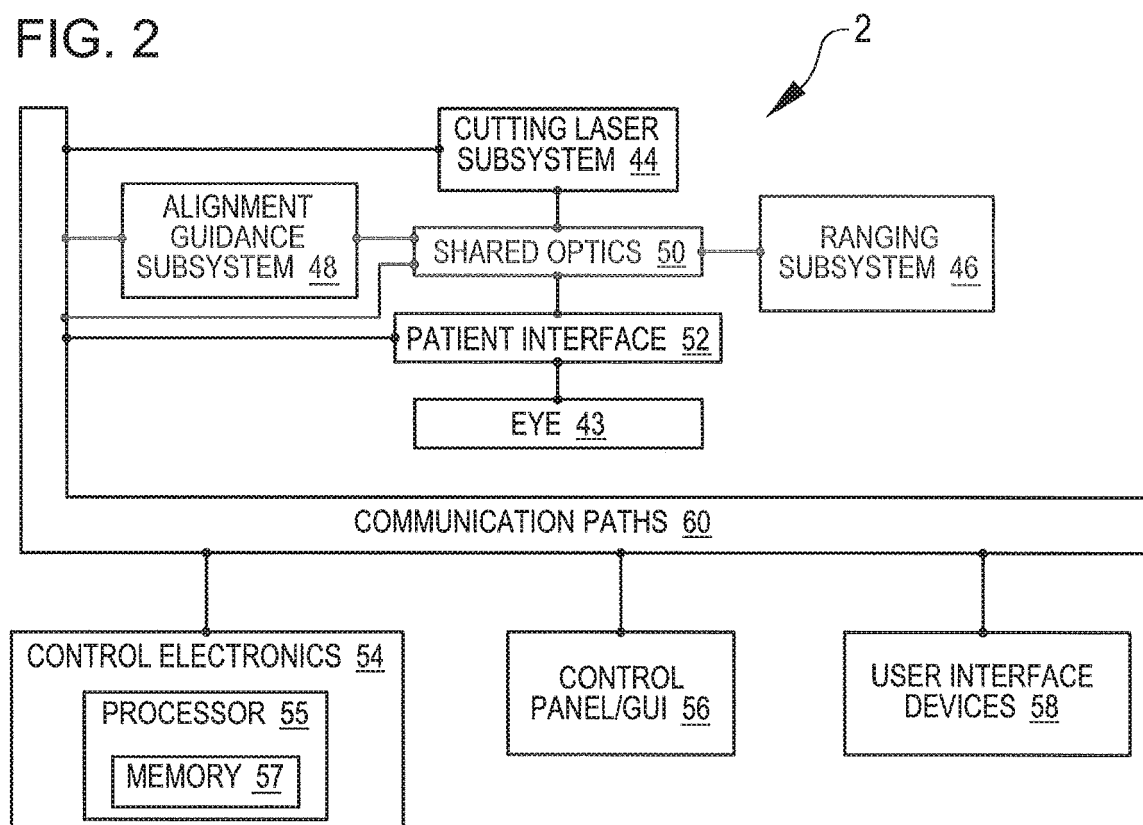 FIG. 2
2
CUTTING LASER
SUBSYSTEM 44
ALIGNMENT
GUIDANCE
SUBSYSTEM 48
SHARED OPTICS 50
RANGING
SUBSYSTEM 46
PATIENT INTERFACE 52
EYE 43
COMMUNICATION PATHS 60
CONTROL ELECTRONICS 54
PROCESSOR 55
MEMORY 57
CONTROL
PANEL/GUI 56
USER INTERFACE
DEVICES 58